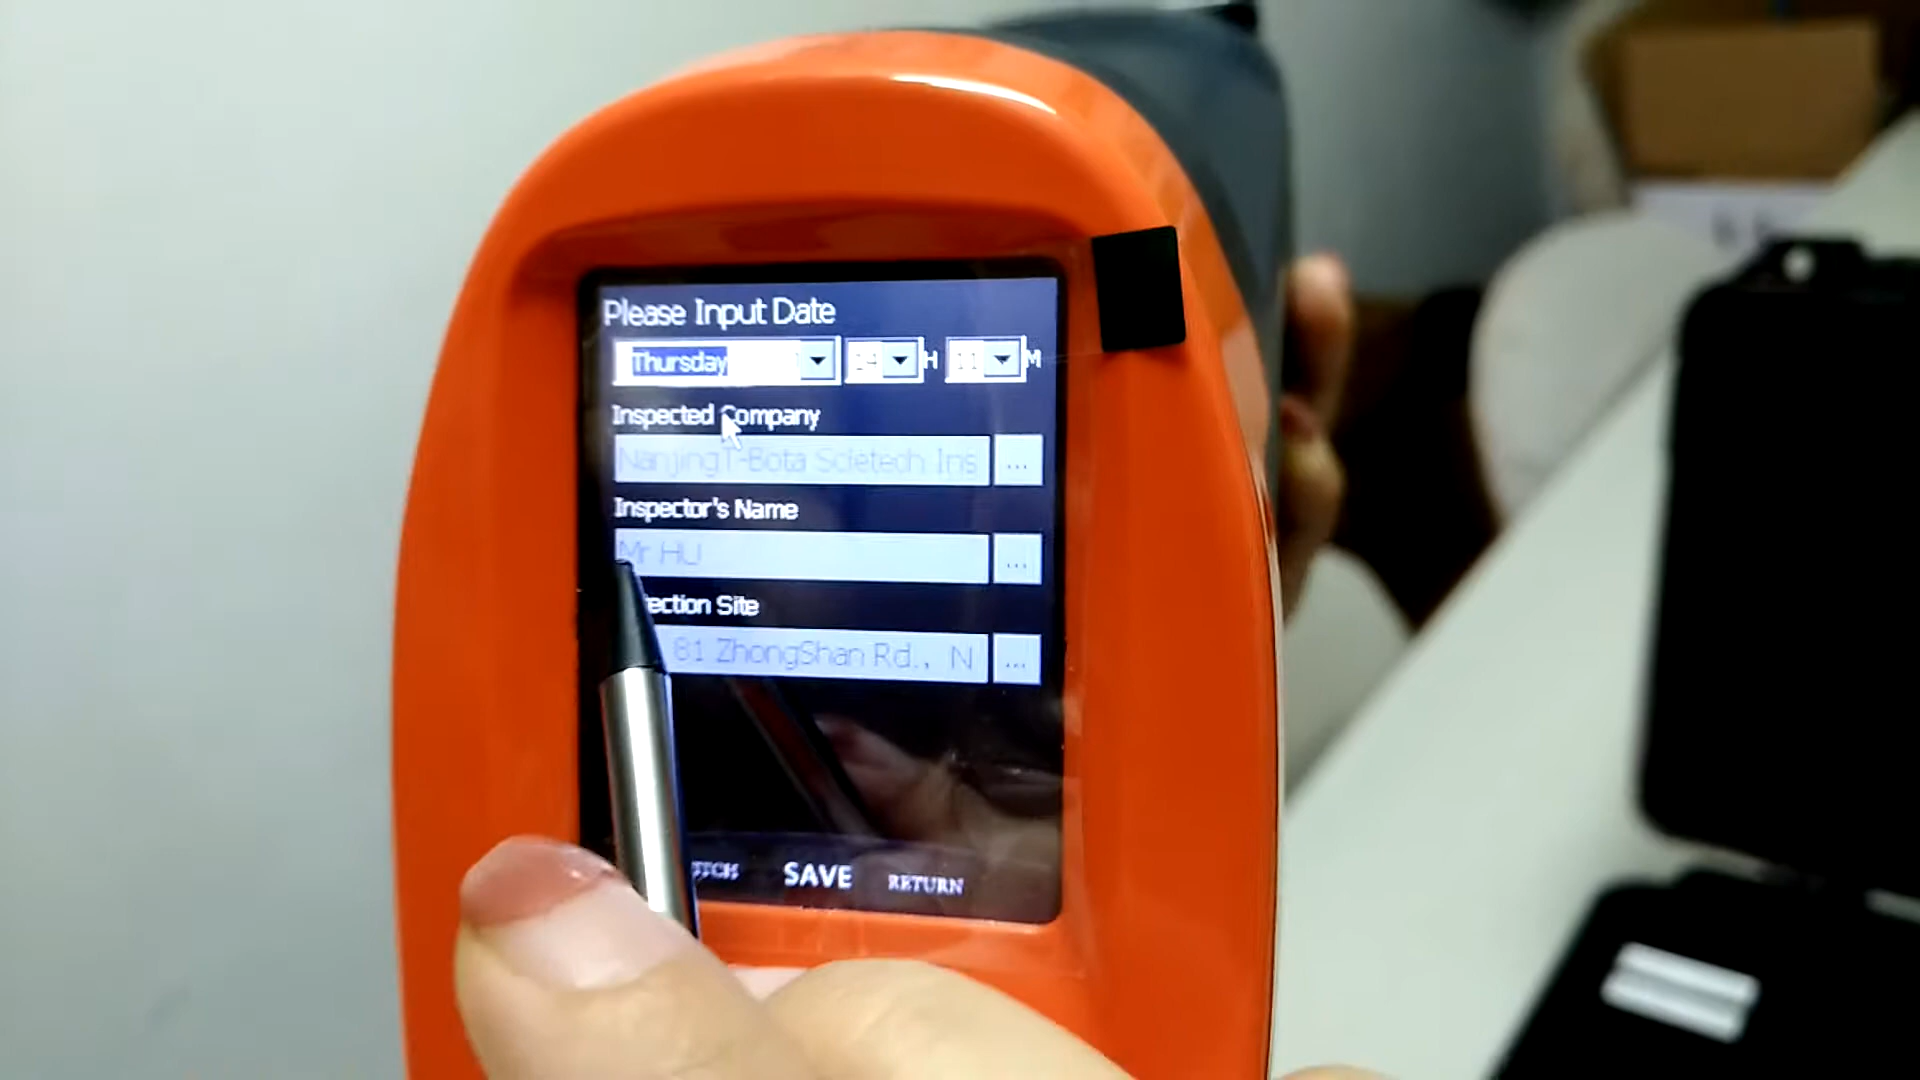 Please Input Date
Thursday H M
Inspected Company
NanjingT-Bota Scietech Ins ...
Inspector's Name
Mr HU ...
ection Site
81 ZhongShan Rd., N ...
SAVE RETURN